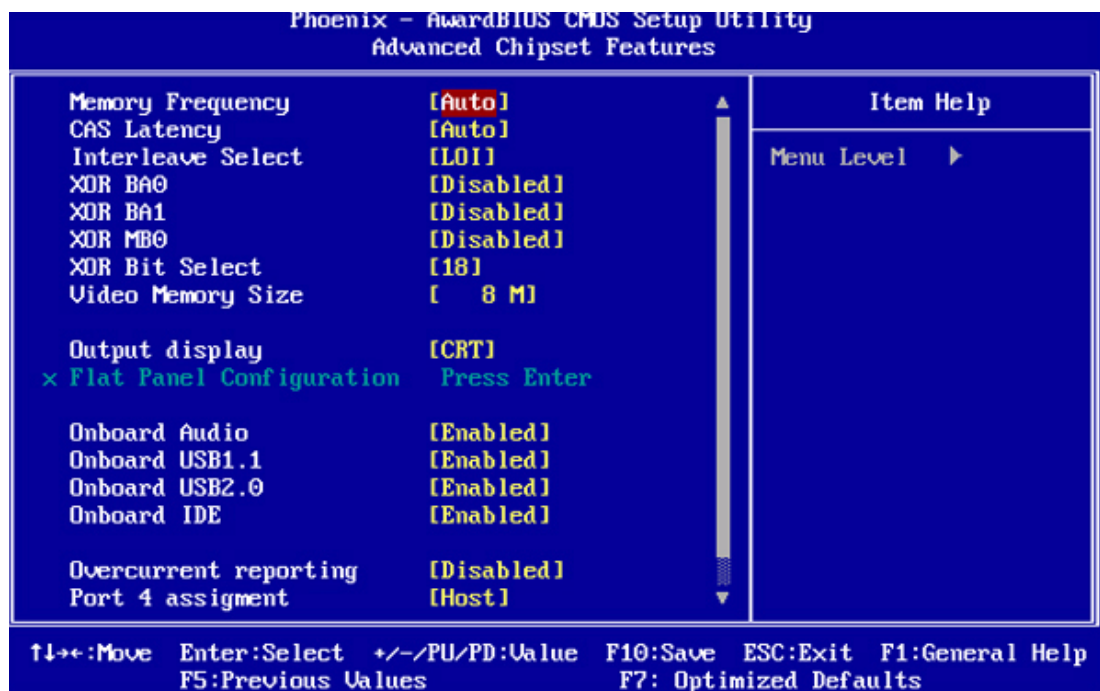 Phoenix - AwardBIOS CMOS Setup Utility
Advanced Chipset Features
Memory Frequency [Auto]
CAS Latency [Auto]
Interleave Select [LOI]
XOR BA0 [Disabled]
XOR BA1 [Disabled]
XOR MB0 [Disabled]
XOR Bit Select [18]
Video Memory Size [ 8 M]
Output display [CRT]
x Flat Panel Configuration Press Enter
Onboard Audio [Enabled]
Onboard USB1.1 [Enabled]
Onboard USB2.0 [Enabled]
Onboard IDE [Enabled]
Overcurrent reporting [Disabled]
Port 4 assigment [Host]
Item Help
Menu Level ▶
↑↓→←:Move Enter:Select +/-/PU/PD:Value F10:Save ESC:Exit F1:General Help
F5:Previous Values F7: Optimized Defaults